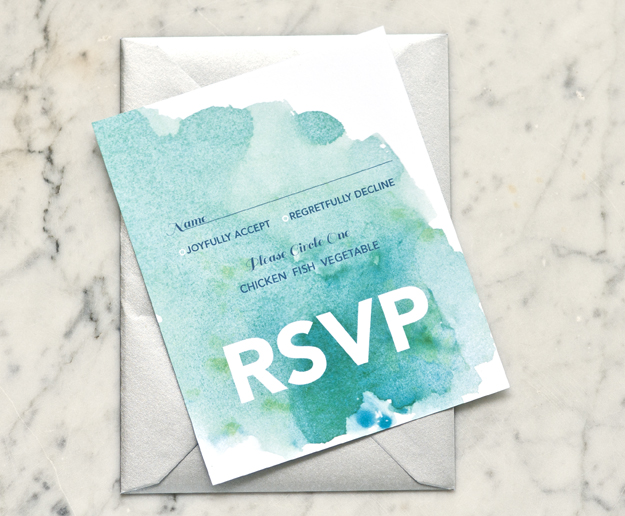 Name
JOYFULLY ACCEPT REGRETFULLY DECLINE
Please Circle One
CHICKEN FISH VEGETABLE
RSVP